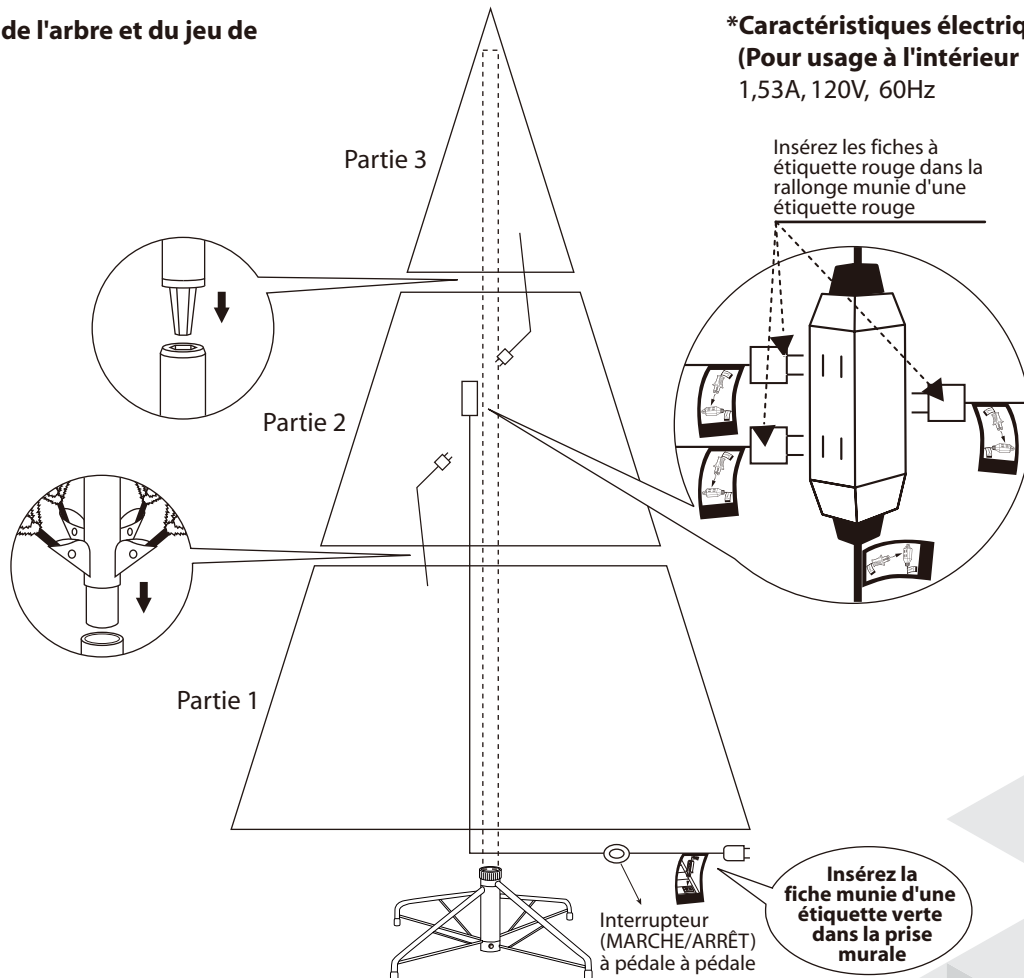 de l'arbre et du jeu de
*Caractéristiques électriq
(Pour usage à l'intérieur
1,53A, 120V, 60Hz
Insérez les fiches à
étiquette rouge dans la
rallonge munie d'une
étiquette rouge
Partie 3
Partie 2
Partie 1
Interrupteur
(MARCHE/ARRÊT)
à pédale à pédale
Insérez la
fiche munie d'une
étiquette verte
dans la prise
murale